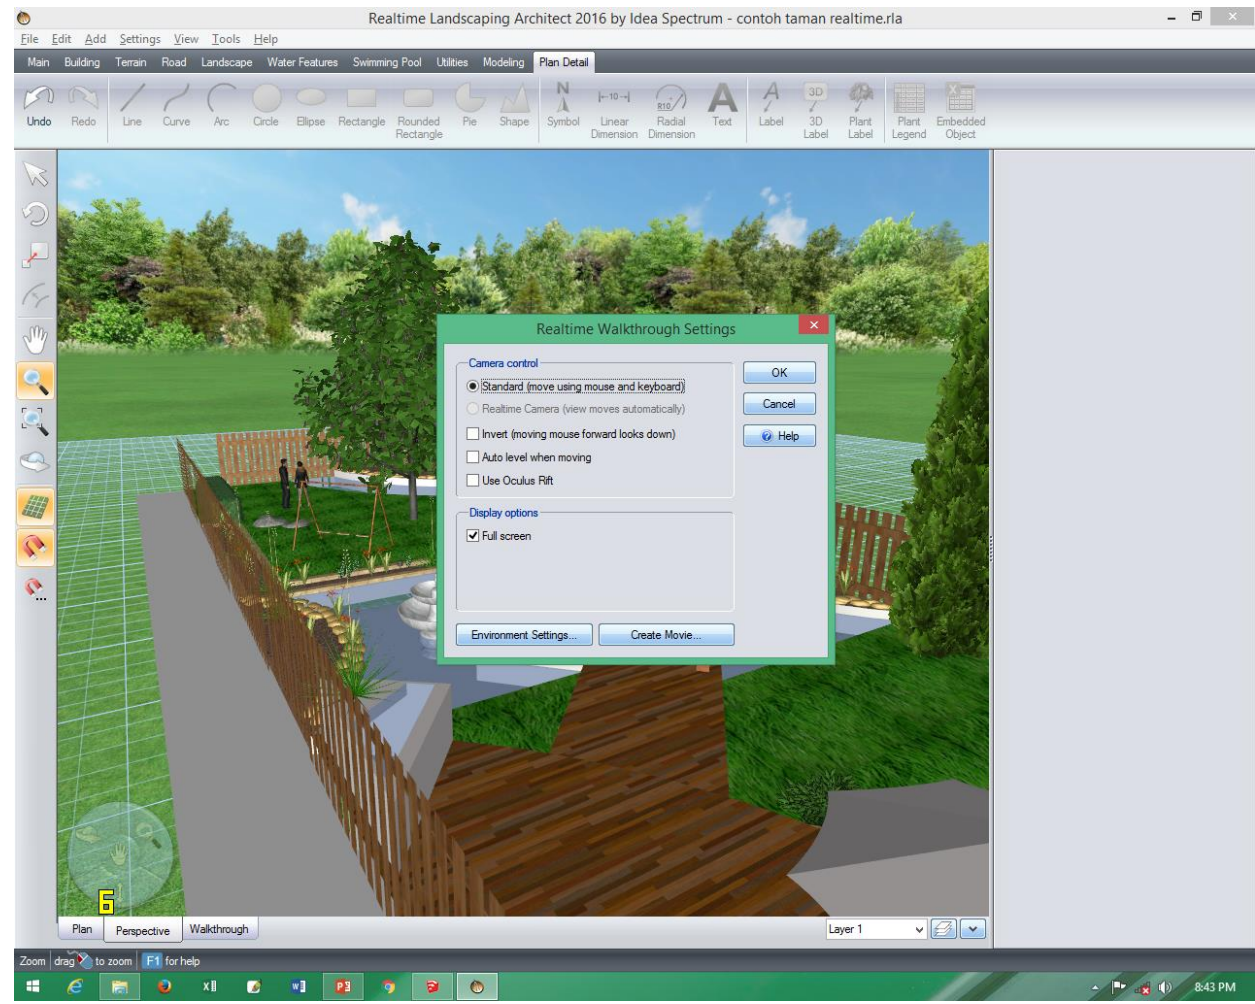 Realtime Landscaping Architect 2016 by Idea Spectrum - contoh taman realtime.rla
File Edit Add Settings View Tools Help
Main Building Terrain Road Landscape Water Features Swimming Pool Utilities Modeling Plan Detail
Undo Redo Line Curve Arc Circle Ellipse Rectangle Rounded Rectangle Pie Shape Symbol Linear Dimension Radial Dimension Text Label 3D Label Plant Label Plant Legend Embedded Object
Realtime Walkthrough Settings
Camera control
Standard (move using mouse and keyboard)
Realtime Camera (view moves automatically)
Invert (moving mouse forward looks down)
Auto level when moving
Use Oculus Rift
OK
Cancel
Help
Display options
Full screen
Environment Settings...
Create Movie...
6
Plan Perspective Walkthrough
Layer 1
Zoom drag to zoom F1 for help
8:43 PM